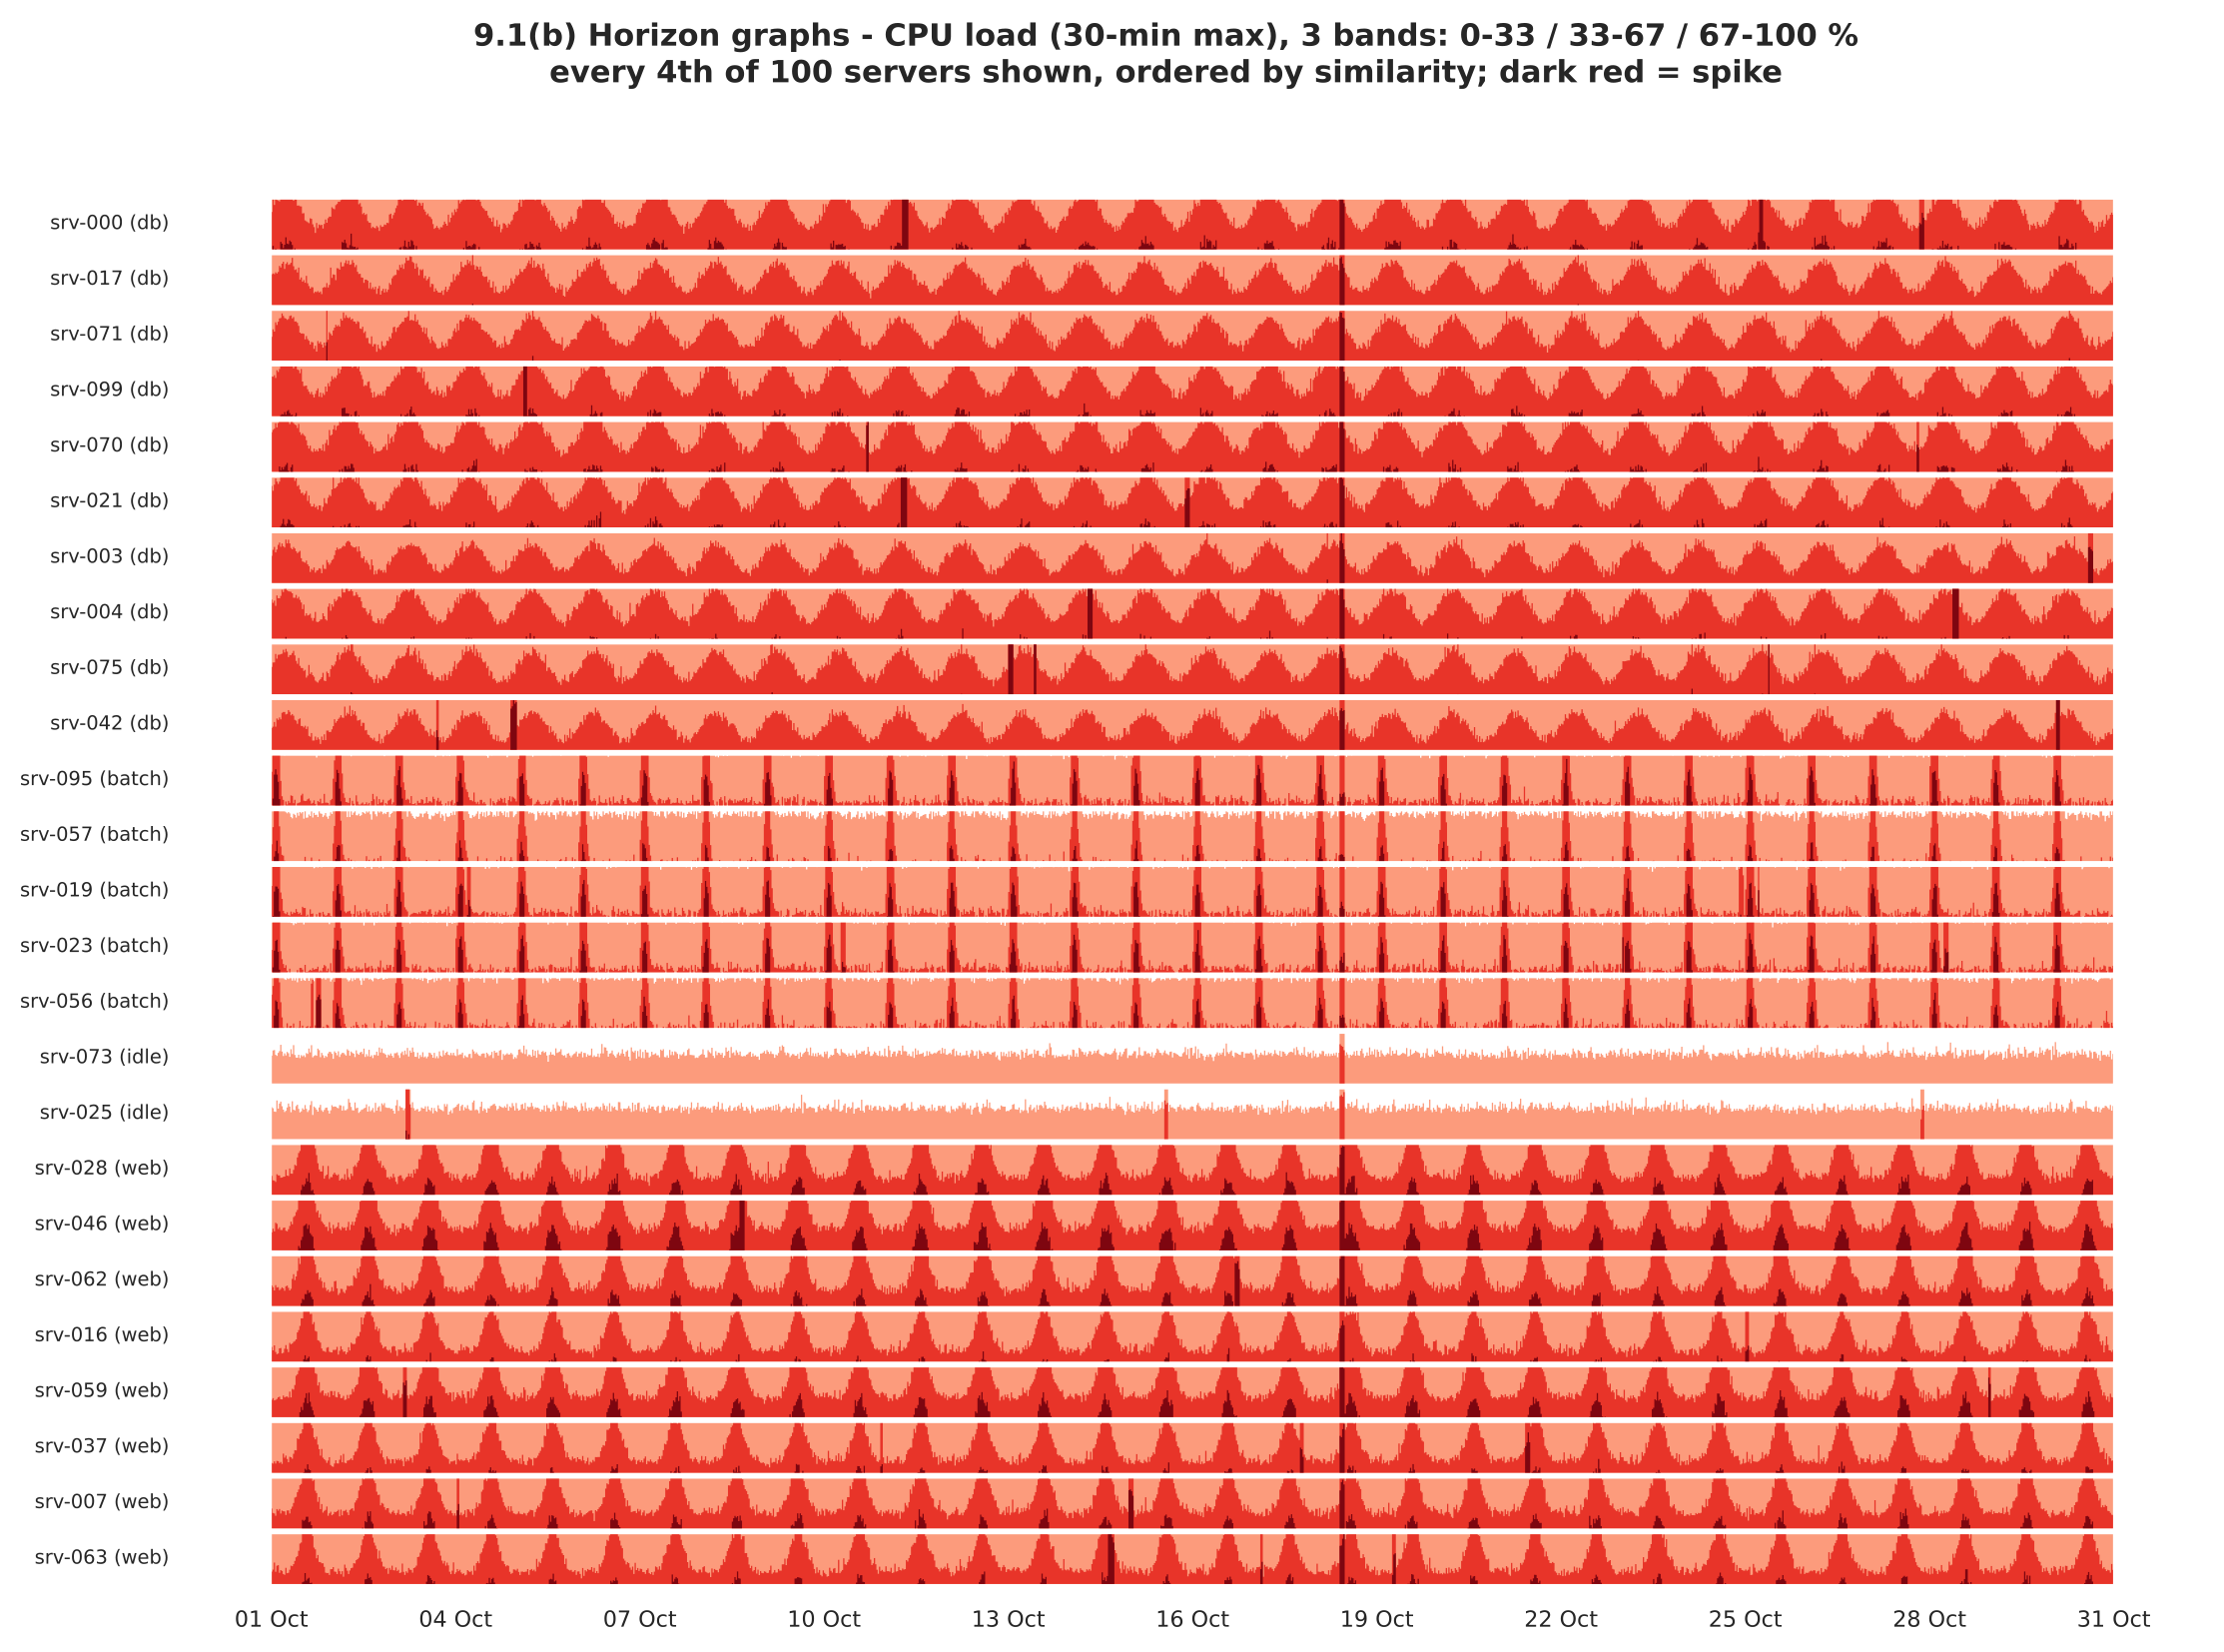 9.1(b) Horizon graphs - CPU load (30-min max), 3 bands: 0-33 / 33-67 / 67-100 %
every 4th of 100 servers shown, ordered by similarity; dark red = spike
srv-000 (db)
srv-017 (db)
srv-071 (db)
srv-099 (db)
srv-070 (db)
srv-021 (db)
srv-003 (db)
srv-004 (db)
srv-075 (db)
srv-042 (db)
srv-095 (batch)
srv-057 (batch)
srv-019 (batch)
srv-023 (batch)
srv-056 (batch)
srv-073 (idle)
srv-025 (idle)
srv-028 (web)
srv-046 (web)
srv-062 (web)
srv-016 (web)
srv-059 (web)
srv-037 (web)
srv-007 (web)
srv-063 (web)
01 Oct 04 Oct 07 Oct 10 Oct 13 Oct 16 Oct 19 Oct 22 Oct 25 Oct 28 Oct 31 Oct